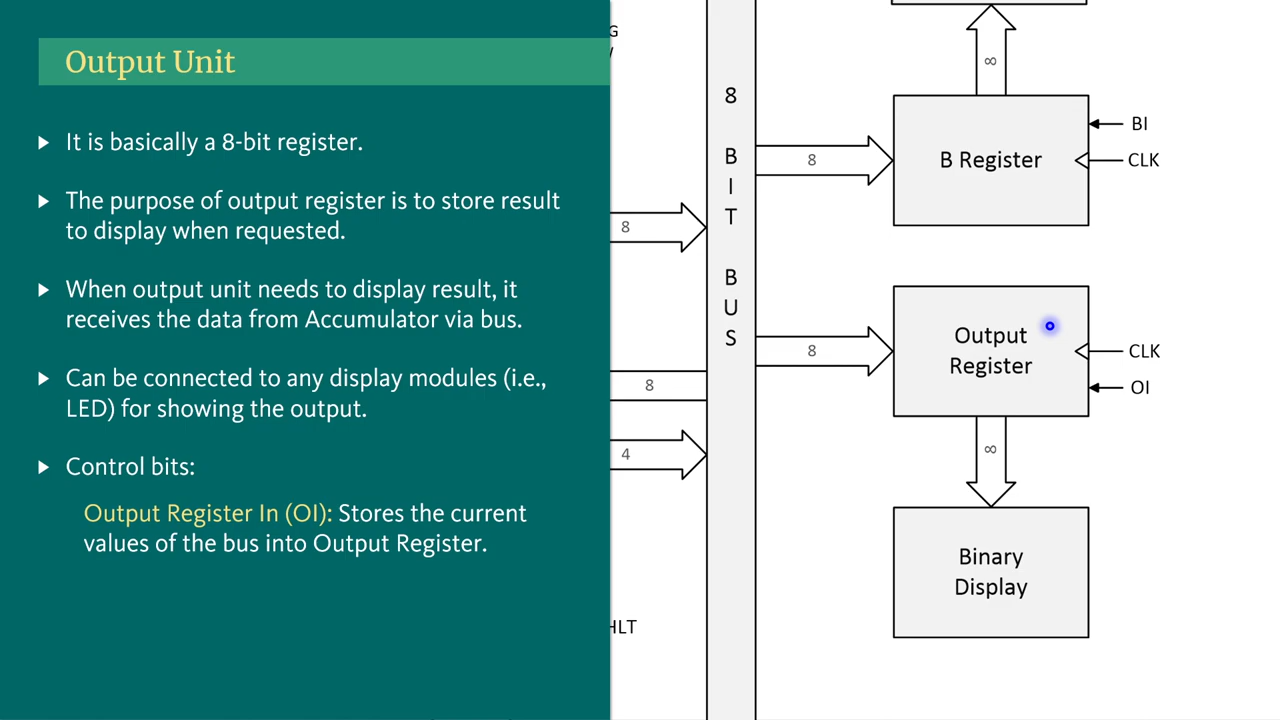 Output Unit
It is basically a 8-bit register.
The purpose of output register is to store result
to display when requested.
When output unit needs to display result, it
receives the data from Accumulator via bus.
Can be connected to any display modules (i.e.,
LED) for showing the output.
Control bits:
Output Register In (OI): Stores the current
values of the bus into Output Register.
8
8
4
HLT
8
B
I
T
B
U
S
8
8
8
B Register
BI
CLK
Output
Register
CLK
OI
8
Binary
Display